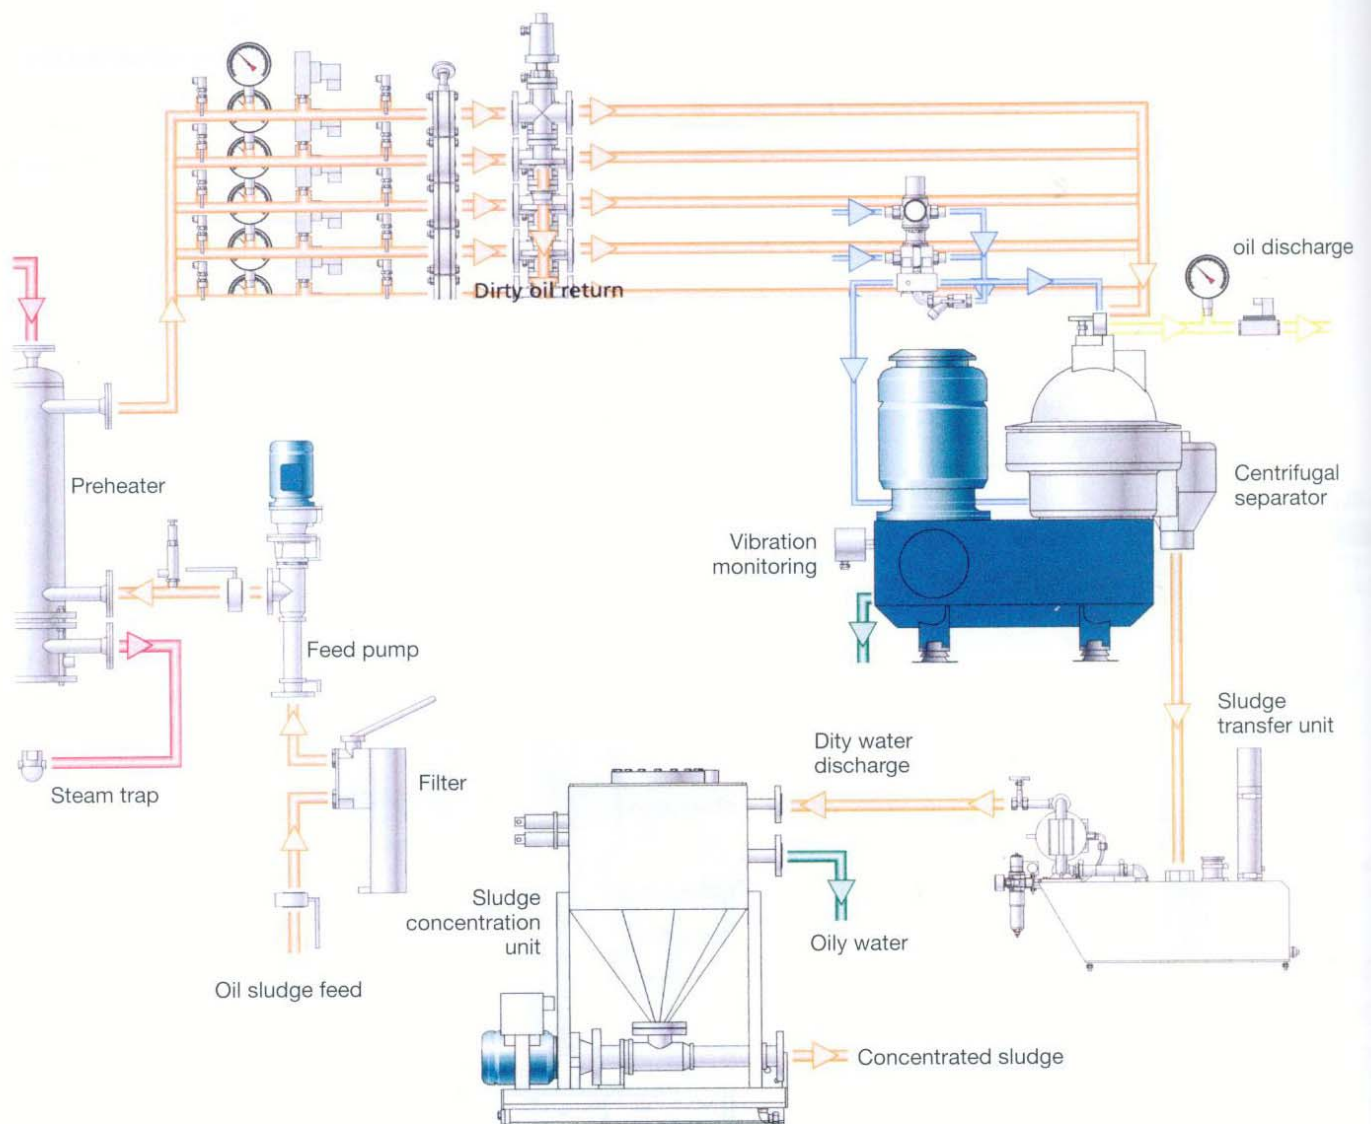 Dirty oil return
oil discharge
Preheater
Centrifugal
separator
Vibration
monitoring
Feed pump
Sludge
transfer unit
Dity water
discharge
Steam trap
Filter
Sludge
concentration
unit
Oily water
Oil sludge feed
Concentrated sludge